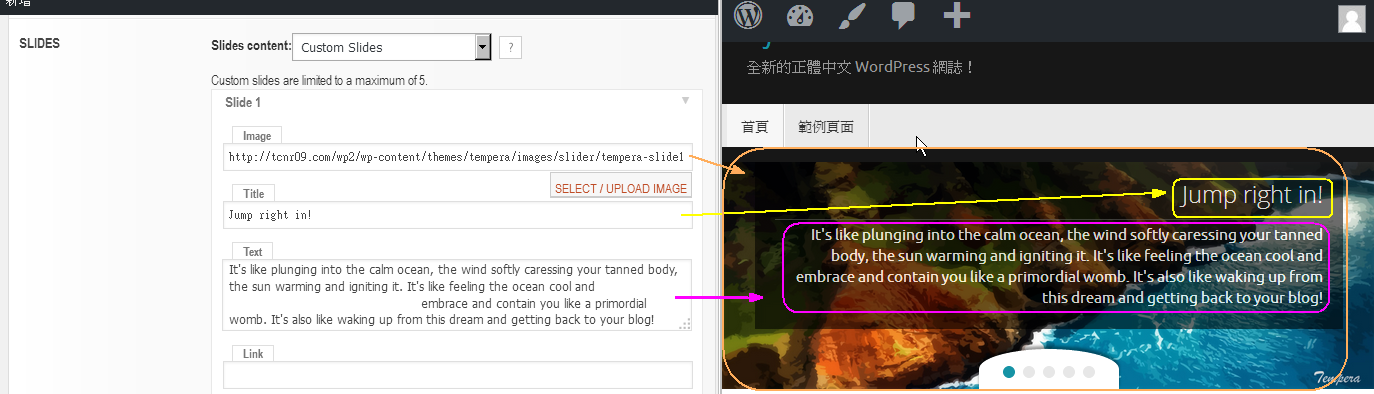 新增
SLIDES
Slides content:
Custom Slides
?
Custom slides are limited to a maximum of 5.
Slide 1
Image
http://tcnr09.com/wp2/wp-content/themes/tempera/images/slider/tempera-slide1
SELECT / UPLOAD IMAGE
Title
Jump right in!
Text
It's like plunging into the calm ocean, the wind softly caressing your tanned body,
the sun warming and igniting it. It's like feeling the ocean cool and
embrace and contain you like a primordial
womb. It's also like waking up from this dream and getting back to your blog!
Link
全新的正體中文 WordPress 網誌！
首頁
範例頁面
Jump right in!
It's like plunging into the calm ocean, the wind softly caressing your tanned
body, the sun warming and igniting it. It's like feeling the ocean cool and
embrace and contain you like a primordial womb. It's also like waking up from
this dream and getting back to your blog!
Tempera